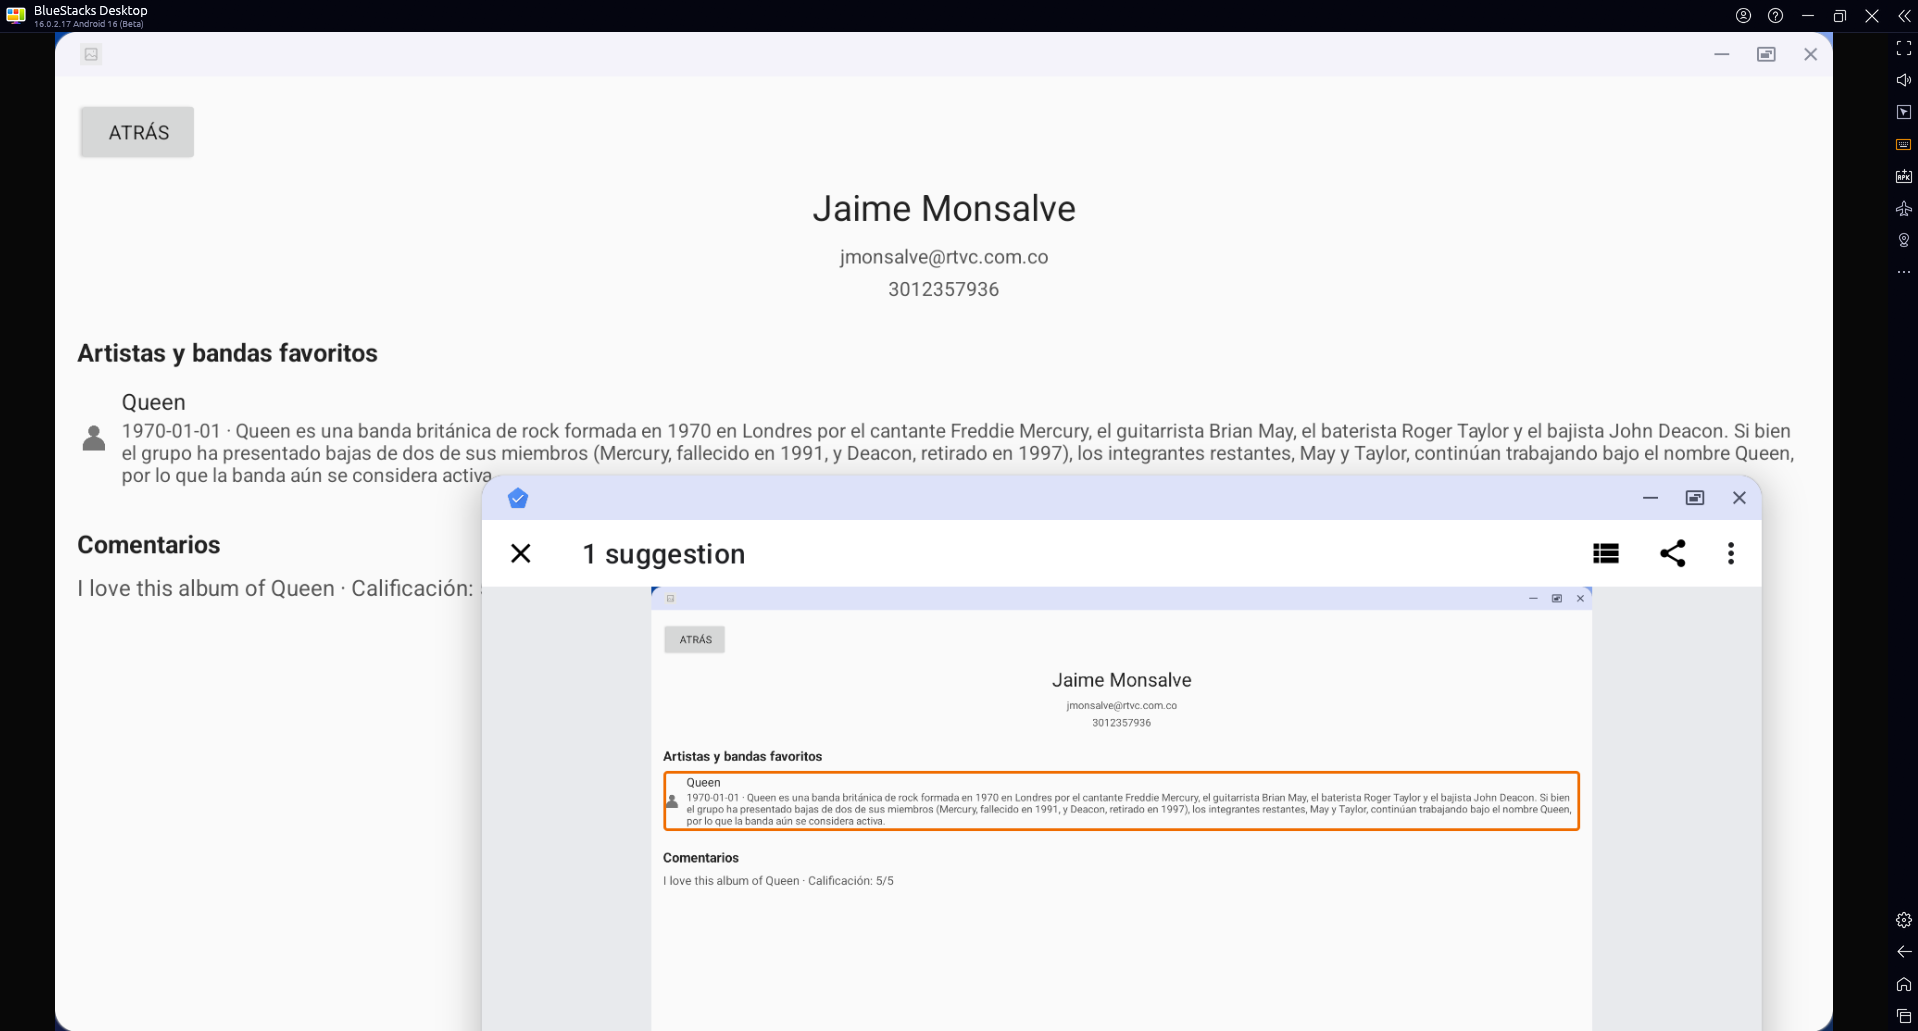 BlueStacks Desktop
16.0.2.17 Android 16 (Beta)
ATRÁS
Jaime Monsalve
jmonsalve@rtvc.com.co
3012357936
Artistas y bandas favoritos
Queen
1970-01-01 · Queen es una banda británica de rock formada en 1970 en Londres por el cantante Freddie Mercury, el guitarrista Brian May, el baterista Roger Taylor y el bajista John Deacon. Si bien
el grupo ha presentado bajas de dos de sus miembros (Mercury, fallecido en 1991, y Deacon, retirado en 1997), los integrantes restantes, May y Taylor, continúan trabajando bajo el nombre Queen,
por lo que la banda aún se considera activa.
Comentarios
I love this album of Queen · Calificación:
1 suggestion
ATRÁS
Jaime Monsalve
jmonsalve@rtvc.com.co
3012357936
Artistas y bandas favoritos
Queen
1970-01-01 · Queen es una banda británica de rock formada en 1970 en Londres por el cantante Freddie Mercury, el guitarrista Brian May, el baterista Roger Taylor y el bajista John Deacon. Si bien
el grupo ha presentado bajas de dos de sus miembros (Mercury, fallecido en 1991, y Deacon, retirado en 1997), los integrantes restantes, May y Taylor, continúan trabajando bajo el nombre Queen,
por lo que la banda aún se considera activa.
Comentarios
I love this album of Queen · Calificación: 5/5
APK